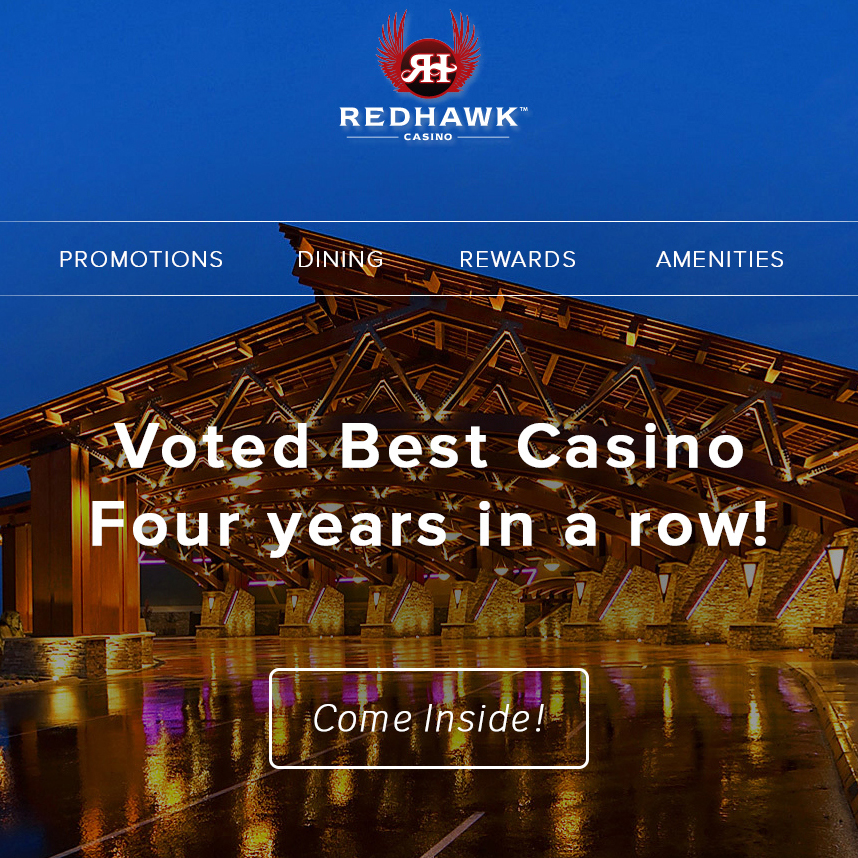 RH
REDHAWK™
CASINO
PROMOTIONS DINING REWARDS AMENITIES
Voted Best Casino
Four years in a row!
Come Inside!